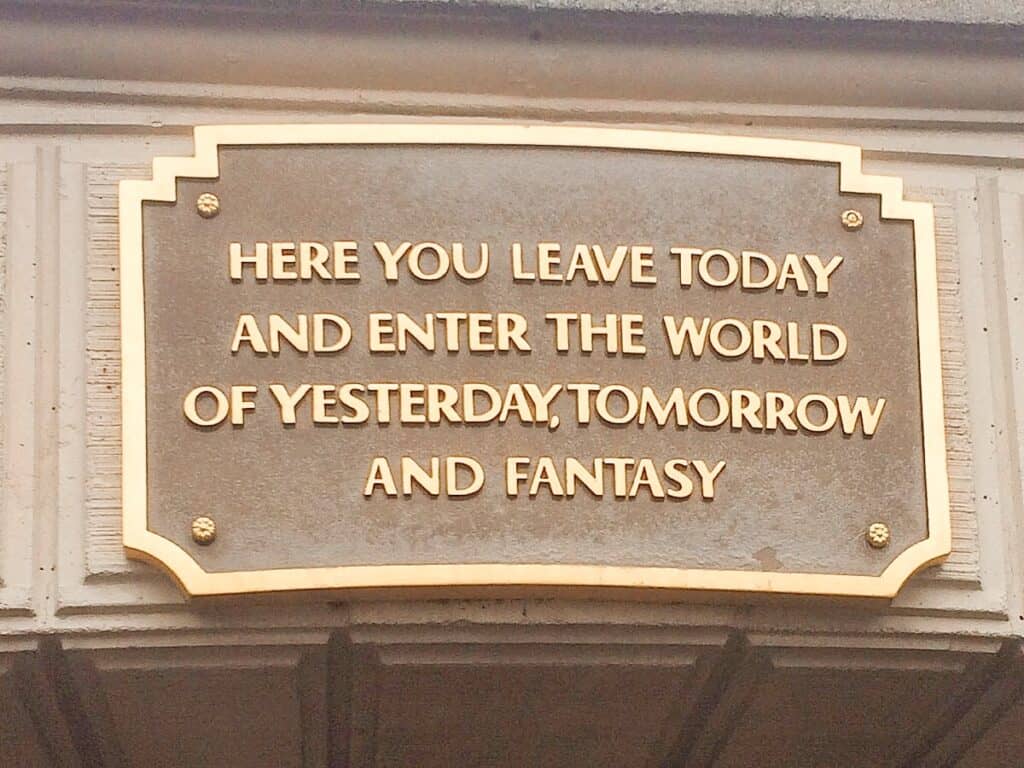 HERE YOU LEAVE TODAY
AND ENTER THE WORLD
OF YESTERDAY, TOMORROW
AND FANTASY